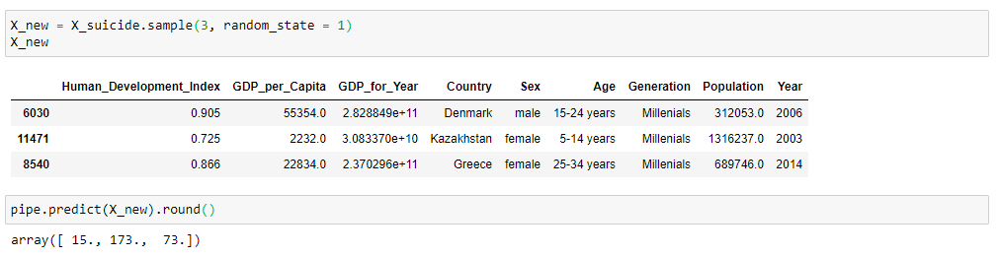 X_new = X_suicide.sample(3, random_state = 1)
X_new
Human_Development_Index GDP_per_Capita GDP_for_Year Country Sex Age Generation Population Year
6030 0.905 55354.0 2.828849e+11 Denmark male 15-24 years Millenials 312053.0 2006
11471 0.725 2232.0 3.083370e+10 Kazakhstan female 5-14 years Millenials 1316237.0 2003
8540 0.866 22834.0 2.370296e+11 Greece female 25-34 years Millenials 689746.0 2014
pipe.predict(X_new).round()
array([ 15., 173.,  73.])